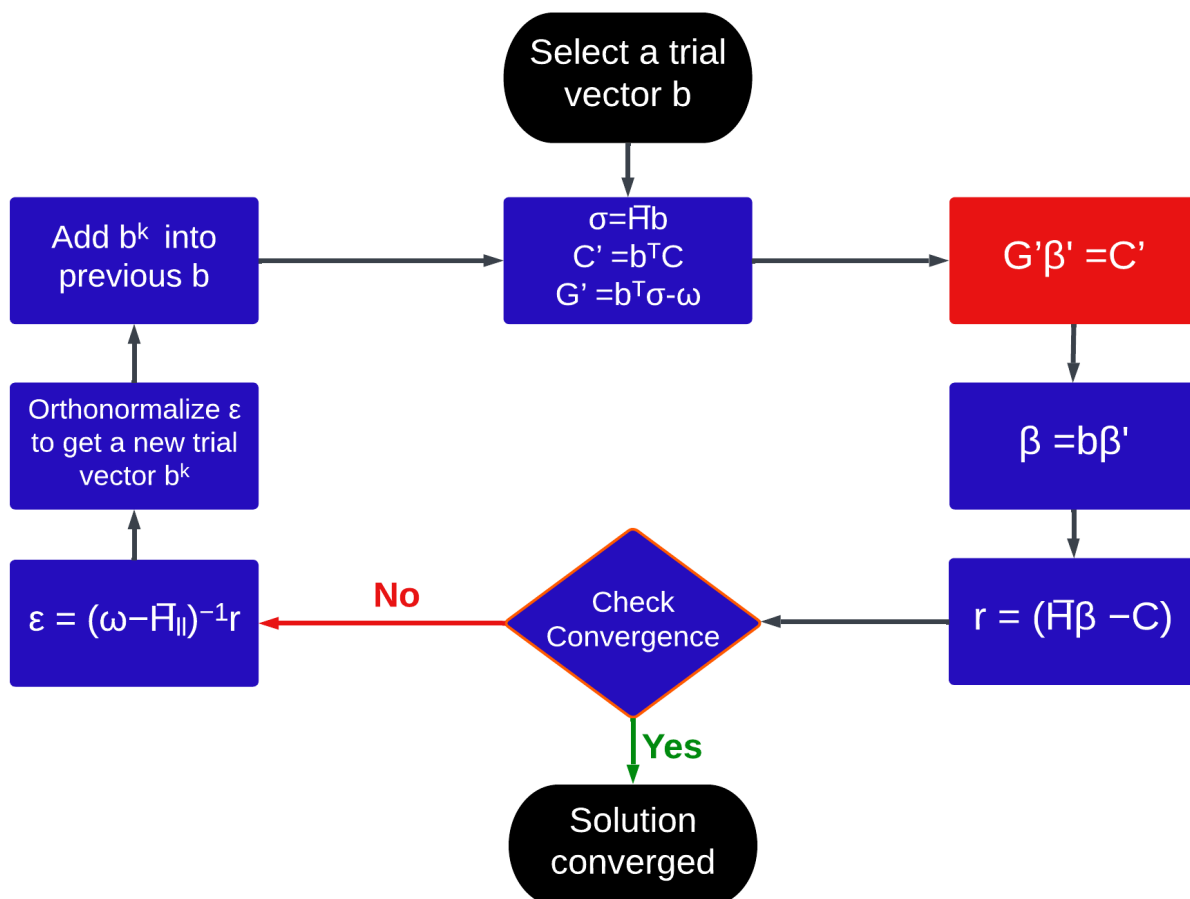 Select a trial
vector b
σ=H̅b
C’ =bᵀC
G’ =bᵀσ-ω
G’β' =C’
β =bβ'
r = (H̅β −C)
Check
Convergence
No
Yes
ε = (ω−H̅ₗₗ)⁻¹r
Orthonormalize ε
to get a new trial
vector bᵏ
Add bᵏ into
previous b
Solution
converged